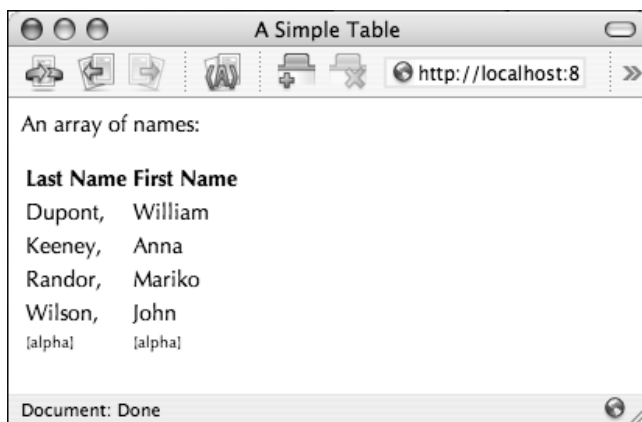 A Simple Table
(A)
http://localhost:8
An array of names:
Last Name First Name
Dupont, William
Keeney, Anna
Randor, Mariko
Wilson, John
{alpha} {alpha}
Document: Done